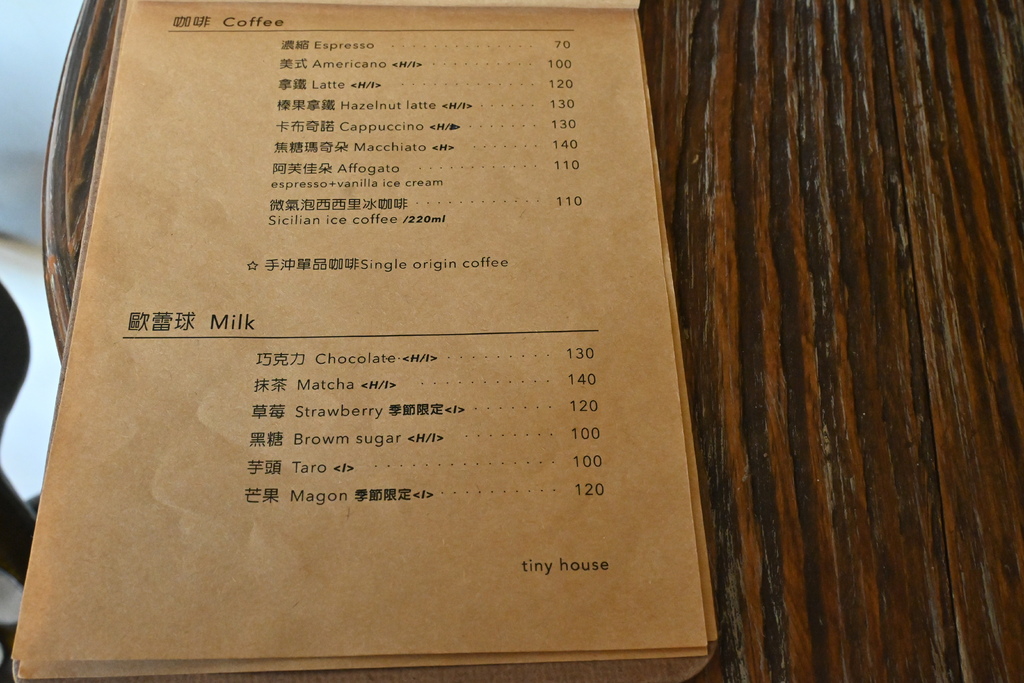 咖啡 Coffee
濃縮 Espresso ··········· 70
美式 Americano <H/I> ·········· 100
拿鐵 Latte <H/I> ············ 120
榛果拿鐵 Hazelnut latte <H/I> ······ 130
卡布奇諾 Cappuccino <H/I> ······· 130
焦糖瑪奇朵 Macchiato <H> ········· 140
阿芙佳朵 Affogato ·············· 110
espresso+vanilla ice cream
微氣泡西西里冰咖啡 ············· 110
Sicilian ice coffee /220ml
☆ 手沖單品咖啡Single origin coffee
歐蕾球 Milk
巧克力 Chocolate <H/I> ·········· 130
抹茶 Matcha <H/I> ············ 140
草莓 Strawberry 季節限定<I> ······· 120
黑糖 Browm sugar <H/I> ········ 100
芋頭 Taro <I> ················· 100
芒果 Magon 季節限定<I> ·········· 120
tiny house